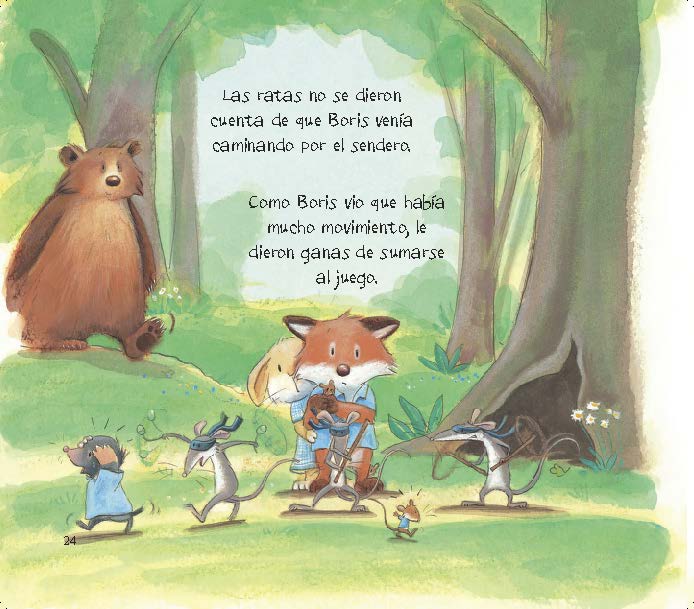 Las ratas no se dieron
cuenta de que Boris venía
caminando por el sendero.
Como Boris vio que había
mucho movimiento, le
dieron ganas de sumarse
al juego.
24